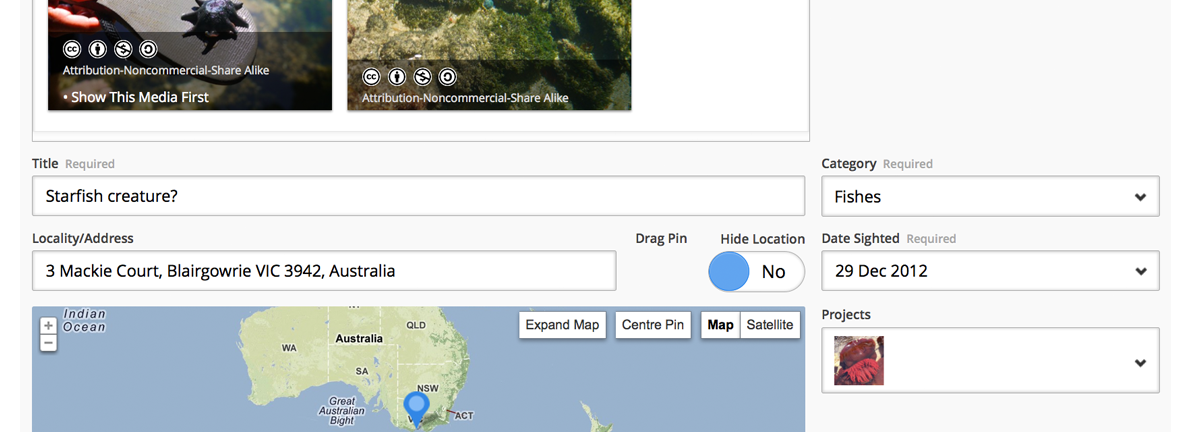 Attribution-Noncommercial-Share Alike
• Show This Media First
Attribution-Noncommercial-Share Alike
Title Required
Starfish creature?
Category Required
Fishes
Locality/Address
3 Mackie Court, Blairgowrie VIC 3942, Australia
Drag Pin
Hide Location
No
Date Sighted Required
29 Dec 2012
Projects
+
−
Indian
Ocean
Expand Map
Centre Pin
Map
Satellite
QLD
Australia
WA
SA
NSW
Great
Australian
Bight
ACT